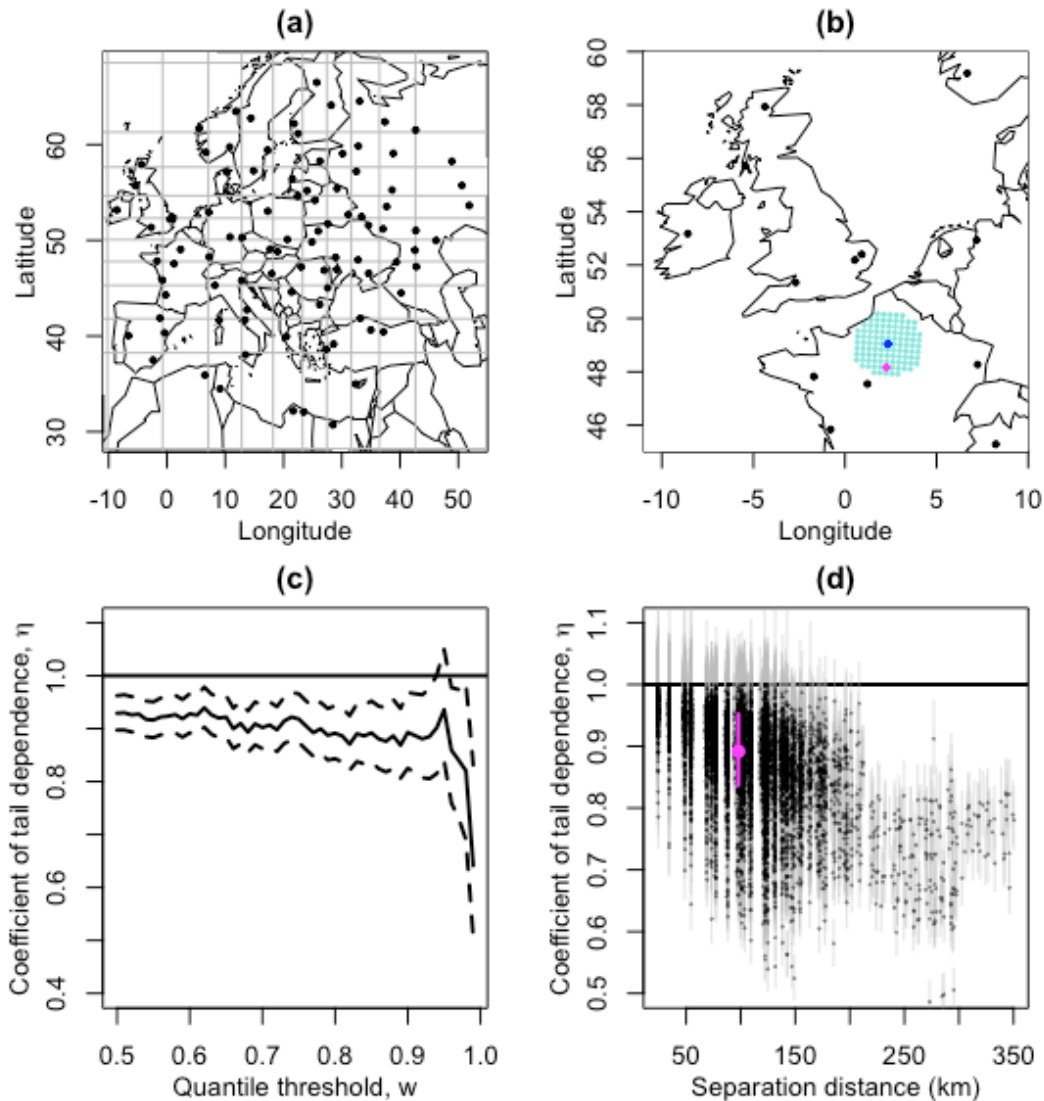 (a)
Latitude
30 40 50 60
-10 0 10 20 30 40 50
Longitude
(b)
Latitude
46 48 50 52 54 56 58 60
-10 -5 0 5 10
Longitude
(c)
Coefficient of tail dependence, η
0.4 0.6 0.8 1.0
0.5 0.6 0.7 0.8 0.9 1.0
Quantile threshold, w
(d)
Coefficient of tail dependence, η
0.5 0.6 0.7 0.8 0.9 1.0 1.1
50 150 250 350
Separation distance (km)